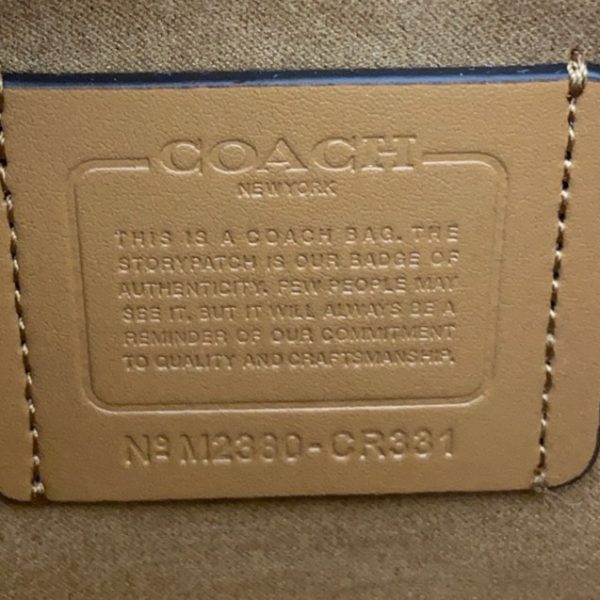 COACH
NEW YORK
THIS IS A COACH BAG. THE
STORYPATCH IS OUR BADGE OF
AUTHENTICITY. FEW PEOPLE MAY
SEE IT. BUT IT WILL ALWAYS BE A
REMINDER OF OUR COMMITMENT
TO QUALITY AND CRAFTSMANSHIP.
Nº M2380-CR331